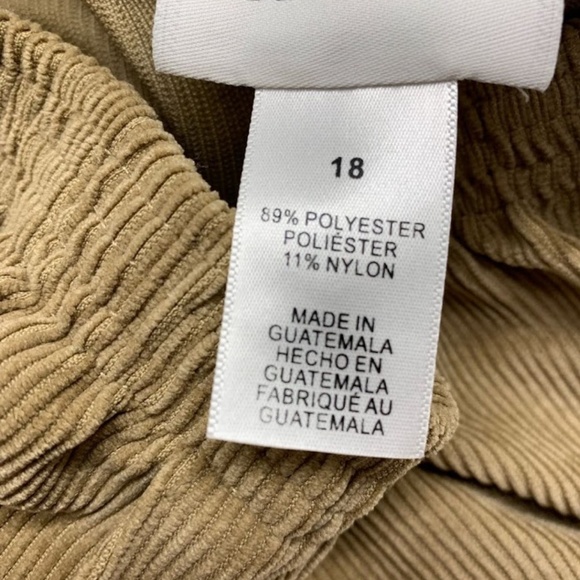 18
89% POLYESTER
POLIÉSTER
11% NYLON
MADE IN
GUATEMALA
HECHO EN
GUATEMALA
FABRIQUÉ AU
GUATEMALA